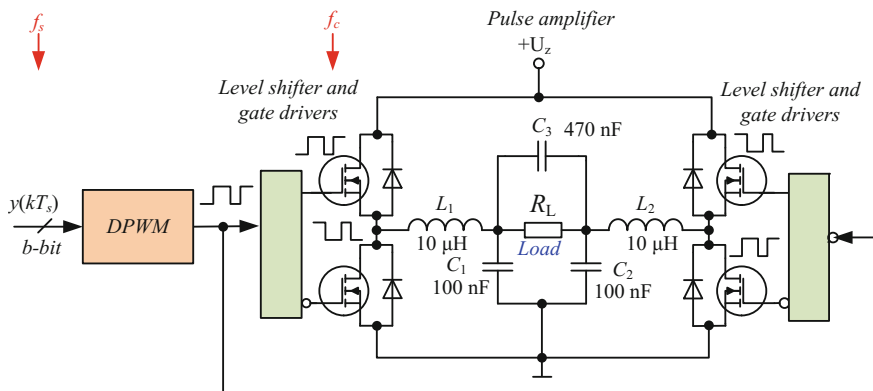 f_s
f_c
Pulse amplifier
+U_z
Level shifter and
gate drivers
Level shifter and
gate drivers
C_3 470 nF
y(kT_s)
b-bit
DPWM
L_1
10 µH
R_L
Load
L_2
10 µH
C_1
100 nF
C_2
100 nF